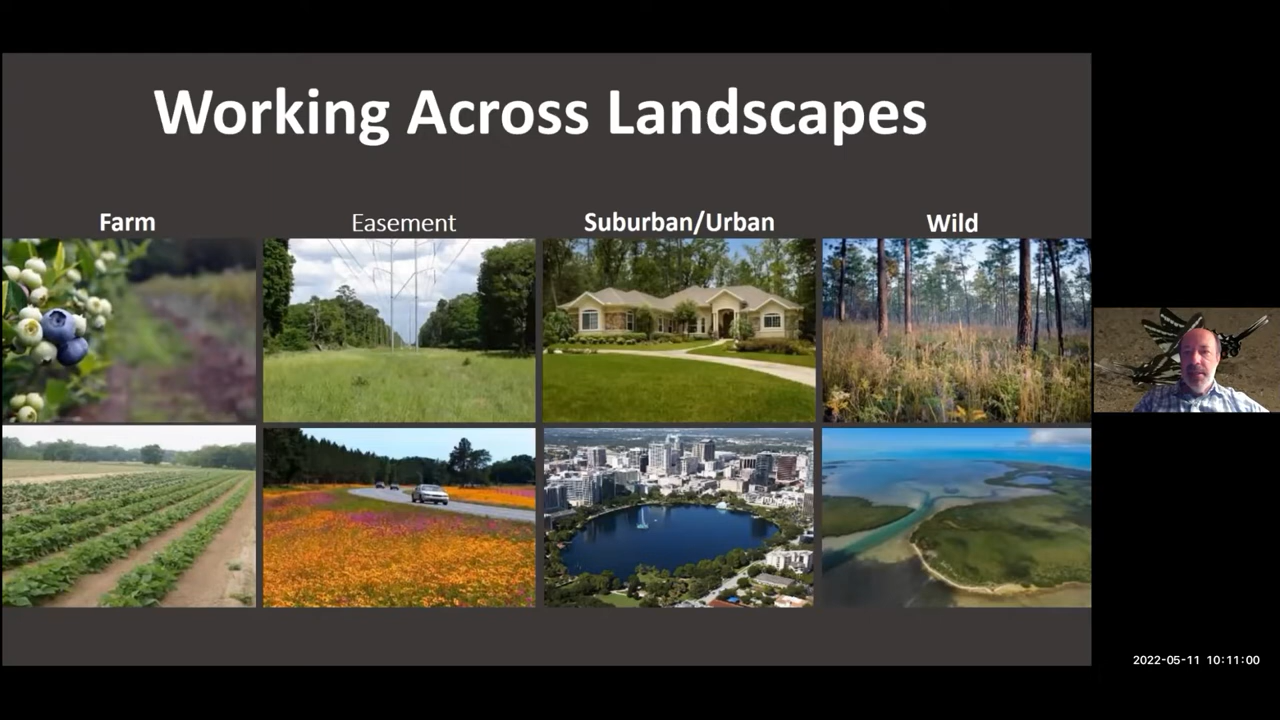 Working Across Landscapes
Farm
Easement
Suburban/Urban
Wild
2022-05-11 10:11:00